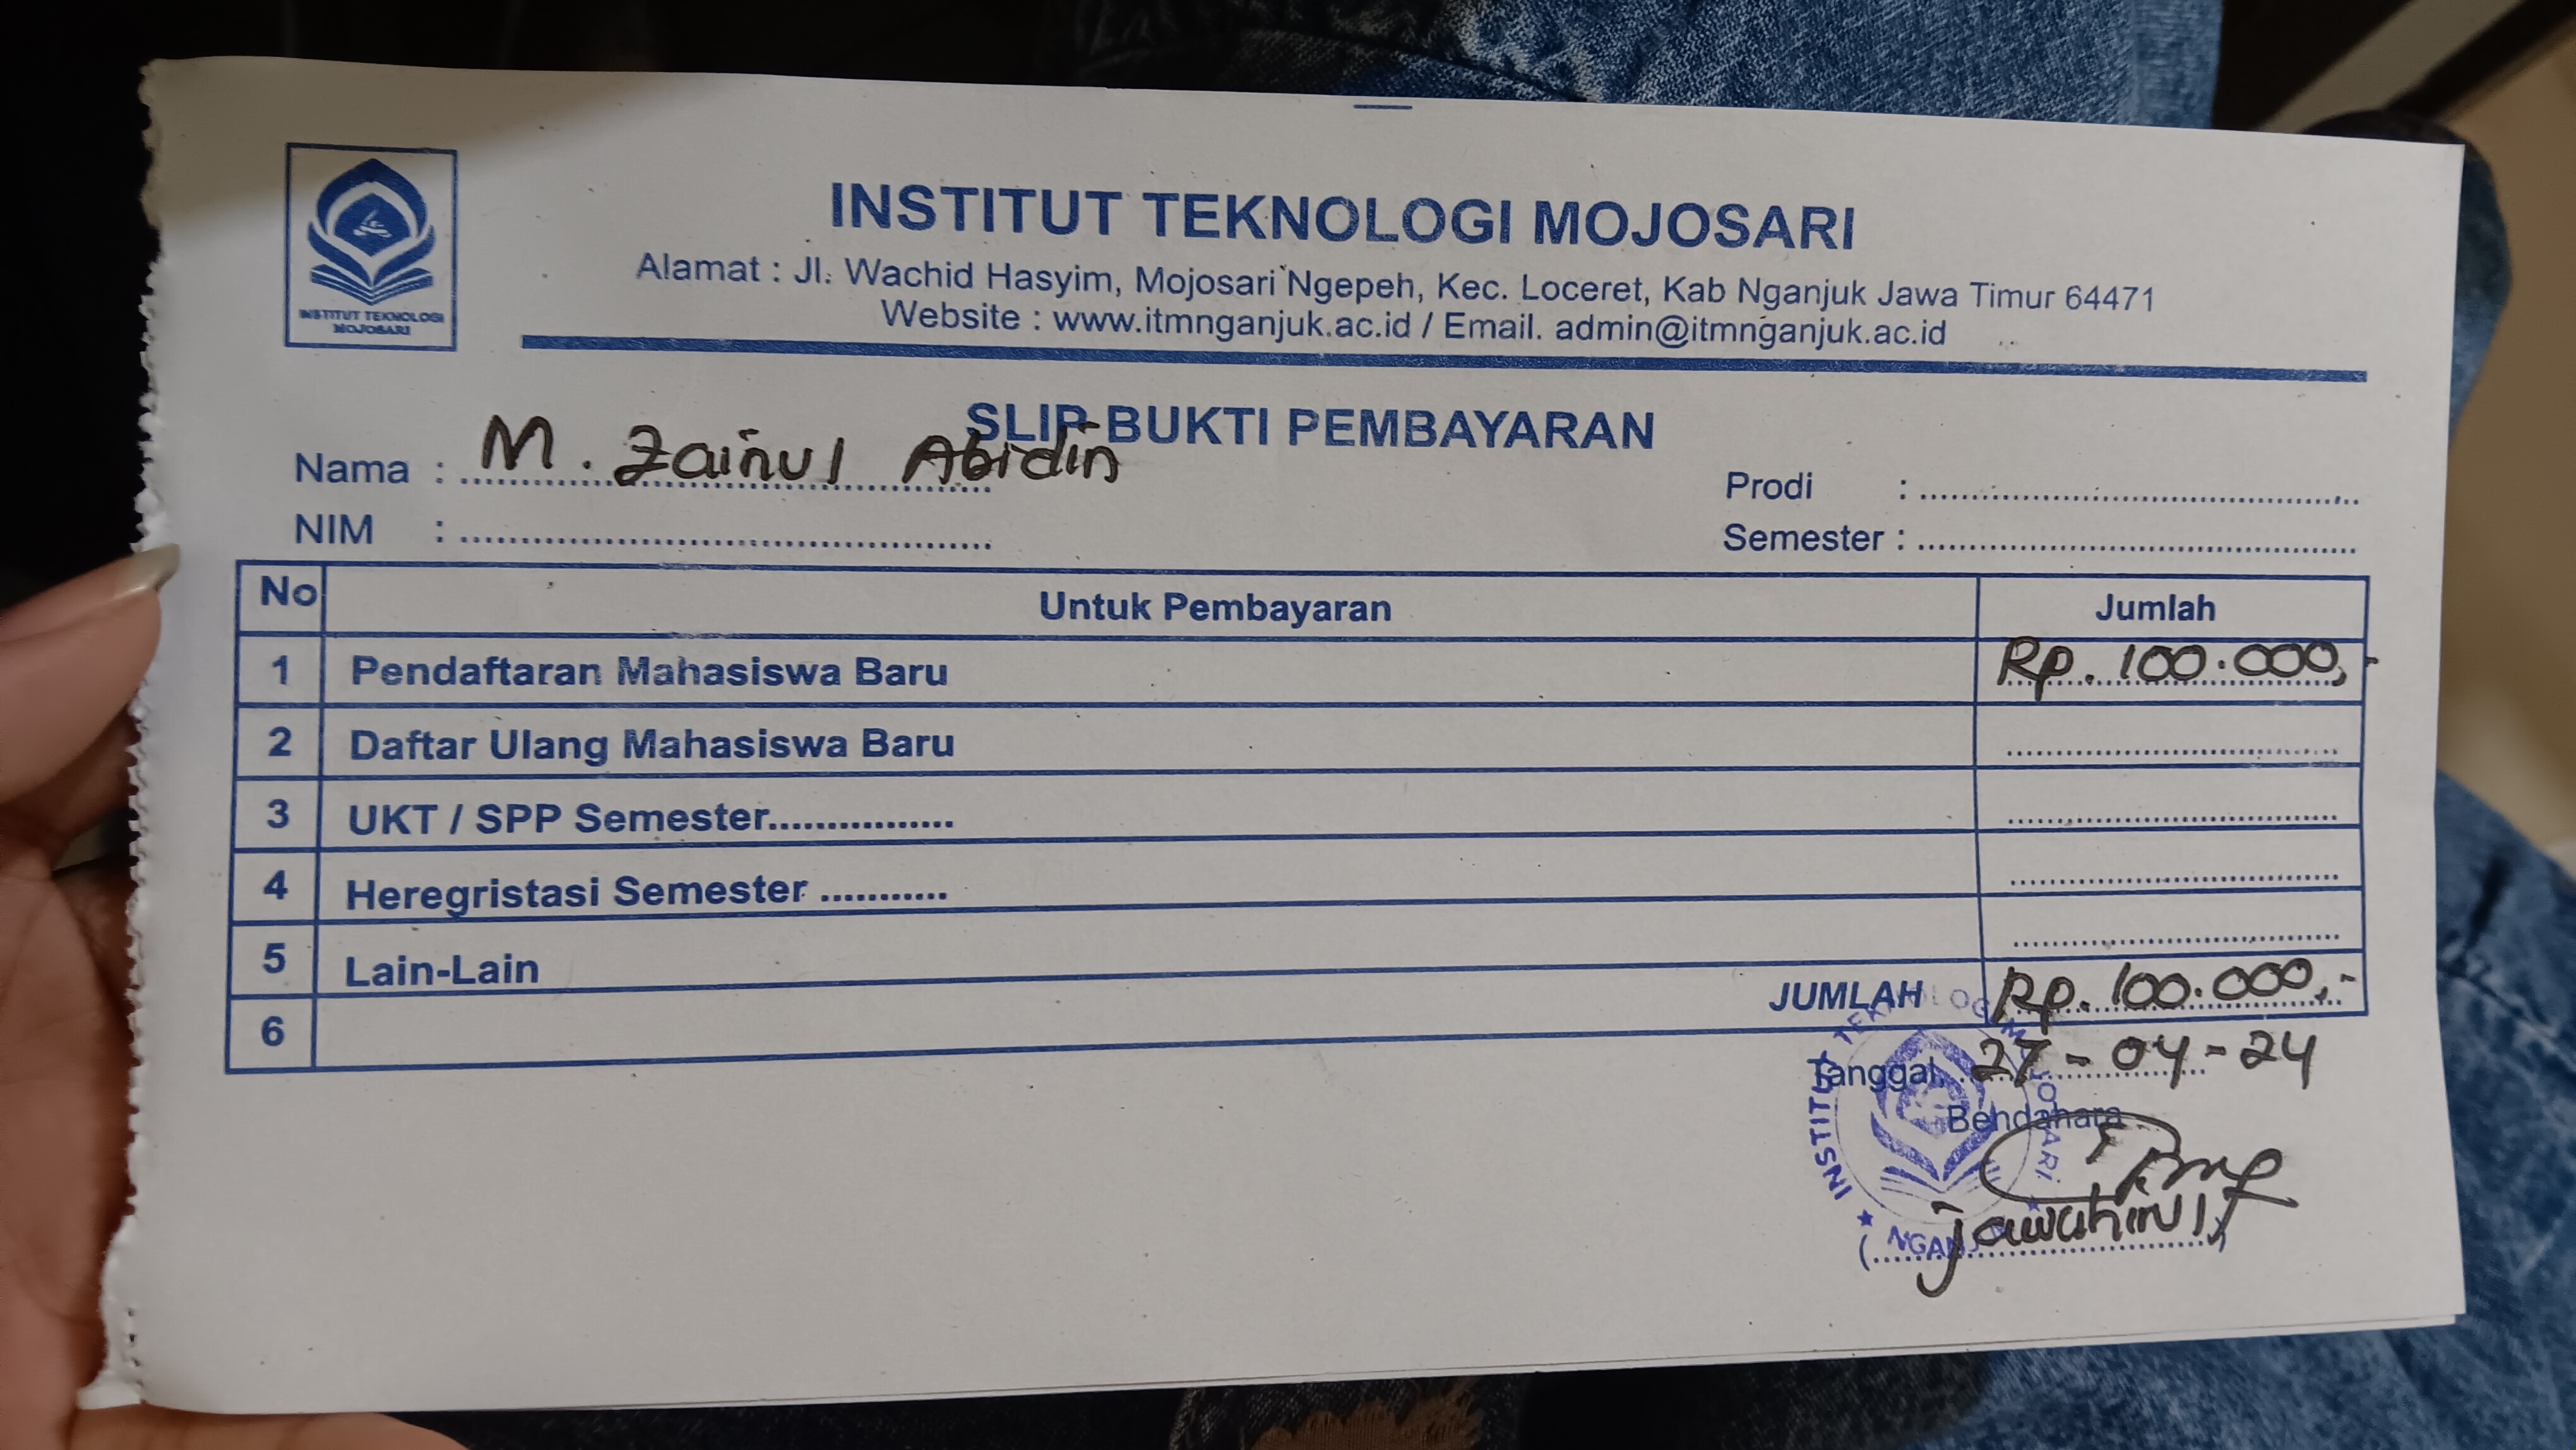 INSTITUT TEKNOLOGI
MOJOSARI
INSTITUT TEKNOLOGI MOJOSARI
Alamat : Jl. Wachid Hasyim, Mojosari Ngepeh, Kec. Loceret, Kab Nganjuk Jawa Timur 64471
Website : www.itmnganjuk.ac.id / Email. admin@itmnganjuk.ac.id
SLIP BUKTI PEMBAYARAN
Nama : M. Zainul Abidin
NIM : ..........
Prodi : ..........
Semester : ..........
No Untuk Pembayaran Jumlah
1 Pendaftaran Mahasiswa Baru Rp. 100.000,-
2 Daftar Ulang Mahasiswa Baru ..........
3 UKT / SPP Semester................. ..........
4 Heregristasi Semester ........... ..........
5 Lain-Lain ..........
6 JUMLAH Rp. 100.000,-
Tanggal 27-04-24
Bendahara
INSTITUT TEKNOLOGI MOJOSARI